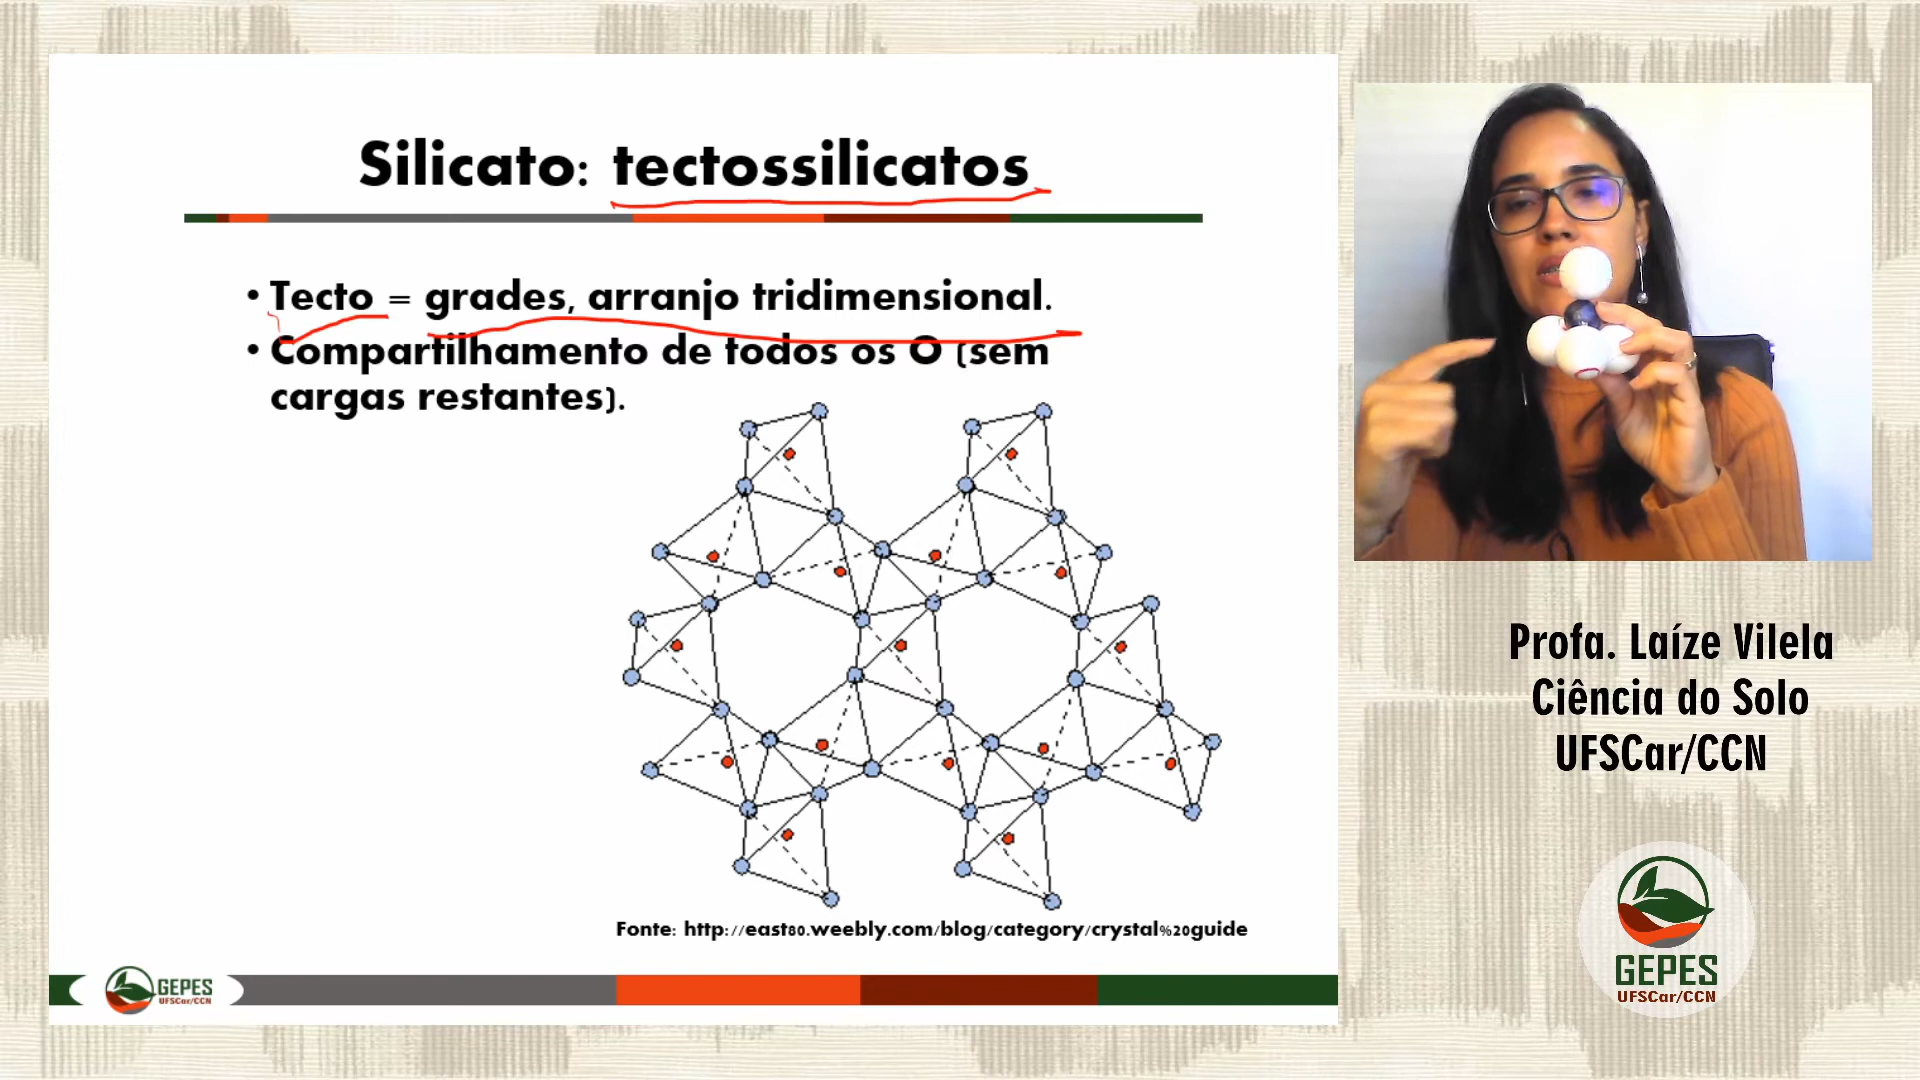 Silicato: tectossilicatos
• Tecto = grades, arranjo tridimensional.
• Compartilhamento de todos os O (sem
cargas restantes).
Fonte: http://east80.weebly.com/blog/category/crystal%20guide
GEPES
UFSCar/CCN
Profa. Laíze Vilela
Ciência do Solo
UFSCar/CCN
GEPES
UFSCar/CCN